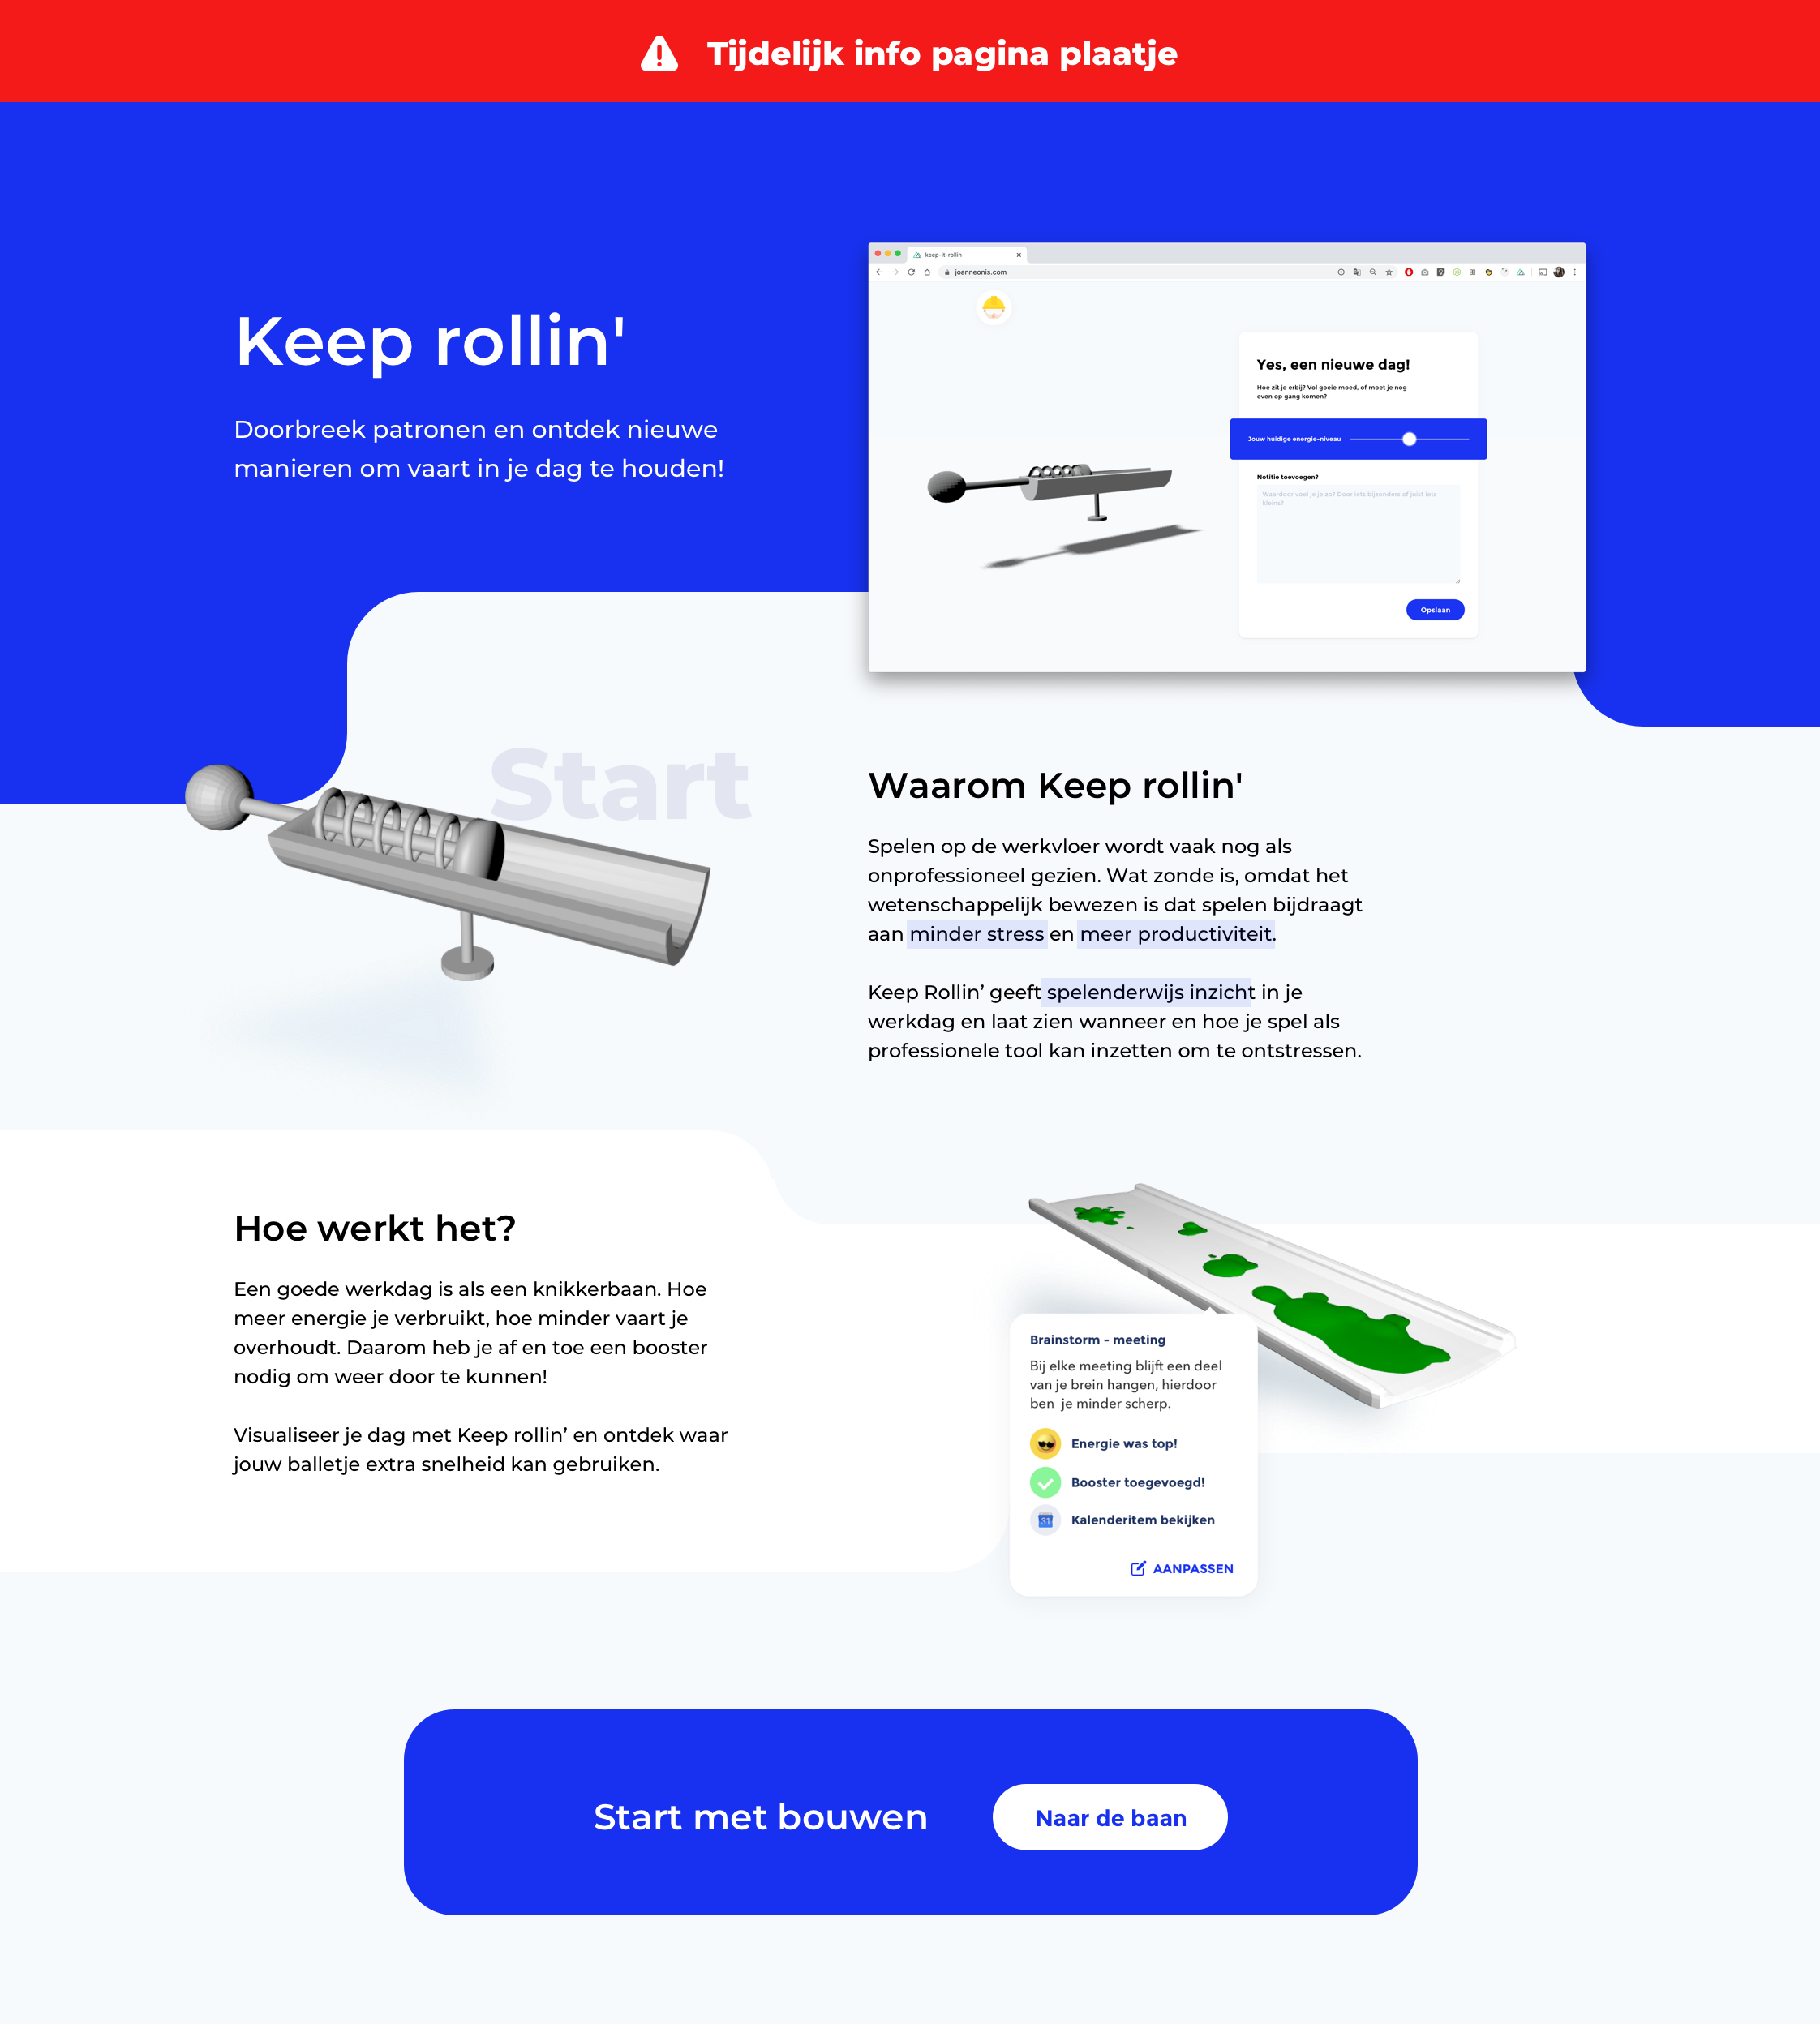 Tijdelijk info pagina plaatje
Keep rollin'
Doorbreek patronen en ontdek nieuwe
manieren om vaart in je dag te houden!
keep-it-rollin
joanneonis.com
Yes, een nieuwe dag!
Hoe zit je erbij? Vol goeie moed, of moet je nog
even op gang komen?
Jouw huidige energie-niveau
Notitie toevoegen?
Waardoor voel je je zo? Door iets bijzonders of juist iets
kleins?
Opslaan
Start
Waarom Keep rollin'
Spelen op de werkvloer wordt vaak nog als
onprofessioneel gezien. Wat zonde is, omdat het
wetenschappelijk bewezen is dat spelen bijdraagt
aan minder stress en meer productiviteit.
Keep Rollin’ geeft spelenderwijs inzicht in je
werkdag en laat zien wanneer en hoe je spel als
professionele tool kan inzetten om te ontstressen.
Hoe werkt het?
Een goede werkdag is als een knikkerbaan. Hoe
meer energie je verbruikt, hoe minder vaart je
overhoudt. Daarom heb je af en toe een booster
nodig om weer door te kunnen!
Visualiseer je dag met Keep rollin’ en ontdek waar
jouw balletje extra snelheid kan gebruiken.
Brainstorm - meeting
Bij elke meeting blijft een deel
van je brein hangen, hierdoor
ben  je minder scherp.
Energie was top!
Booster toegevoegd!
31
Kalenderitem bekijken
AANPASSEN
Start met bouwen
Naar de baan